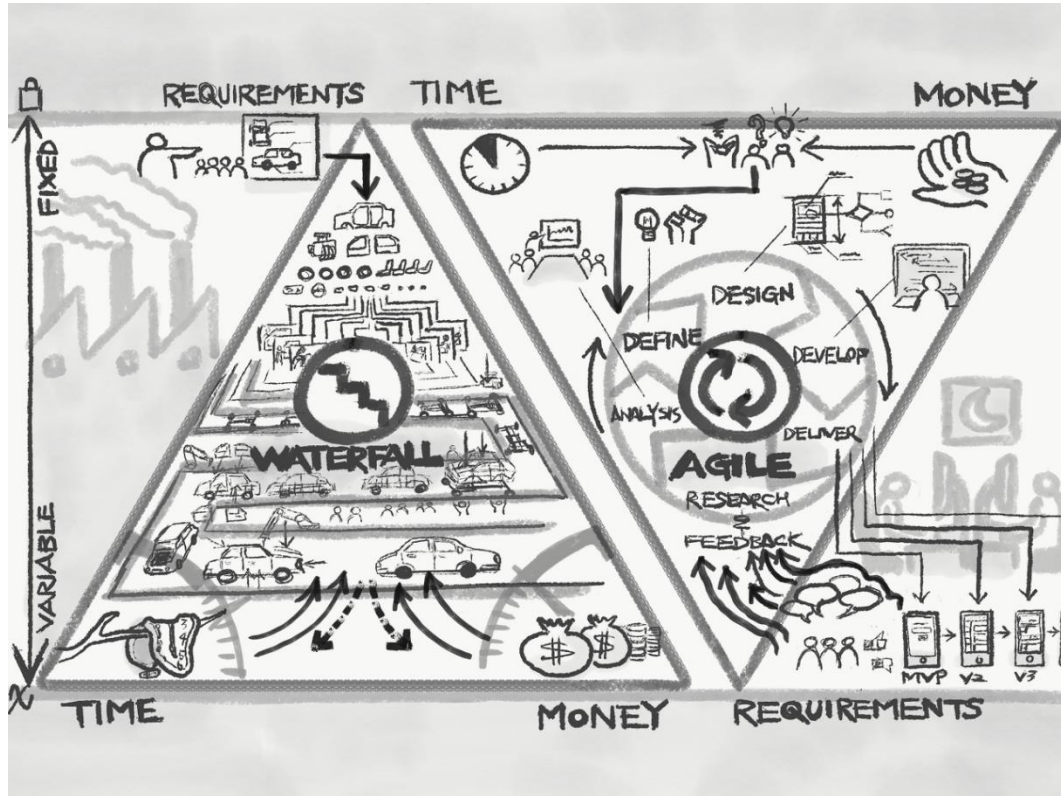 REQUIREMENTS
TIME
MONEY
FIXED
VARIABLE
X
WATERFALL
TIME
MONEY
DESIGN
DEFINE
DEVELOP
ANALYSIS
DELIVER
AGILE
RESEARCH
&
FEEDBACK
MVP
V2
V3
REQUIREMENTS